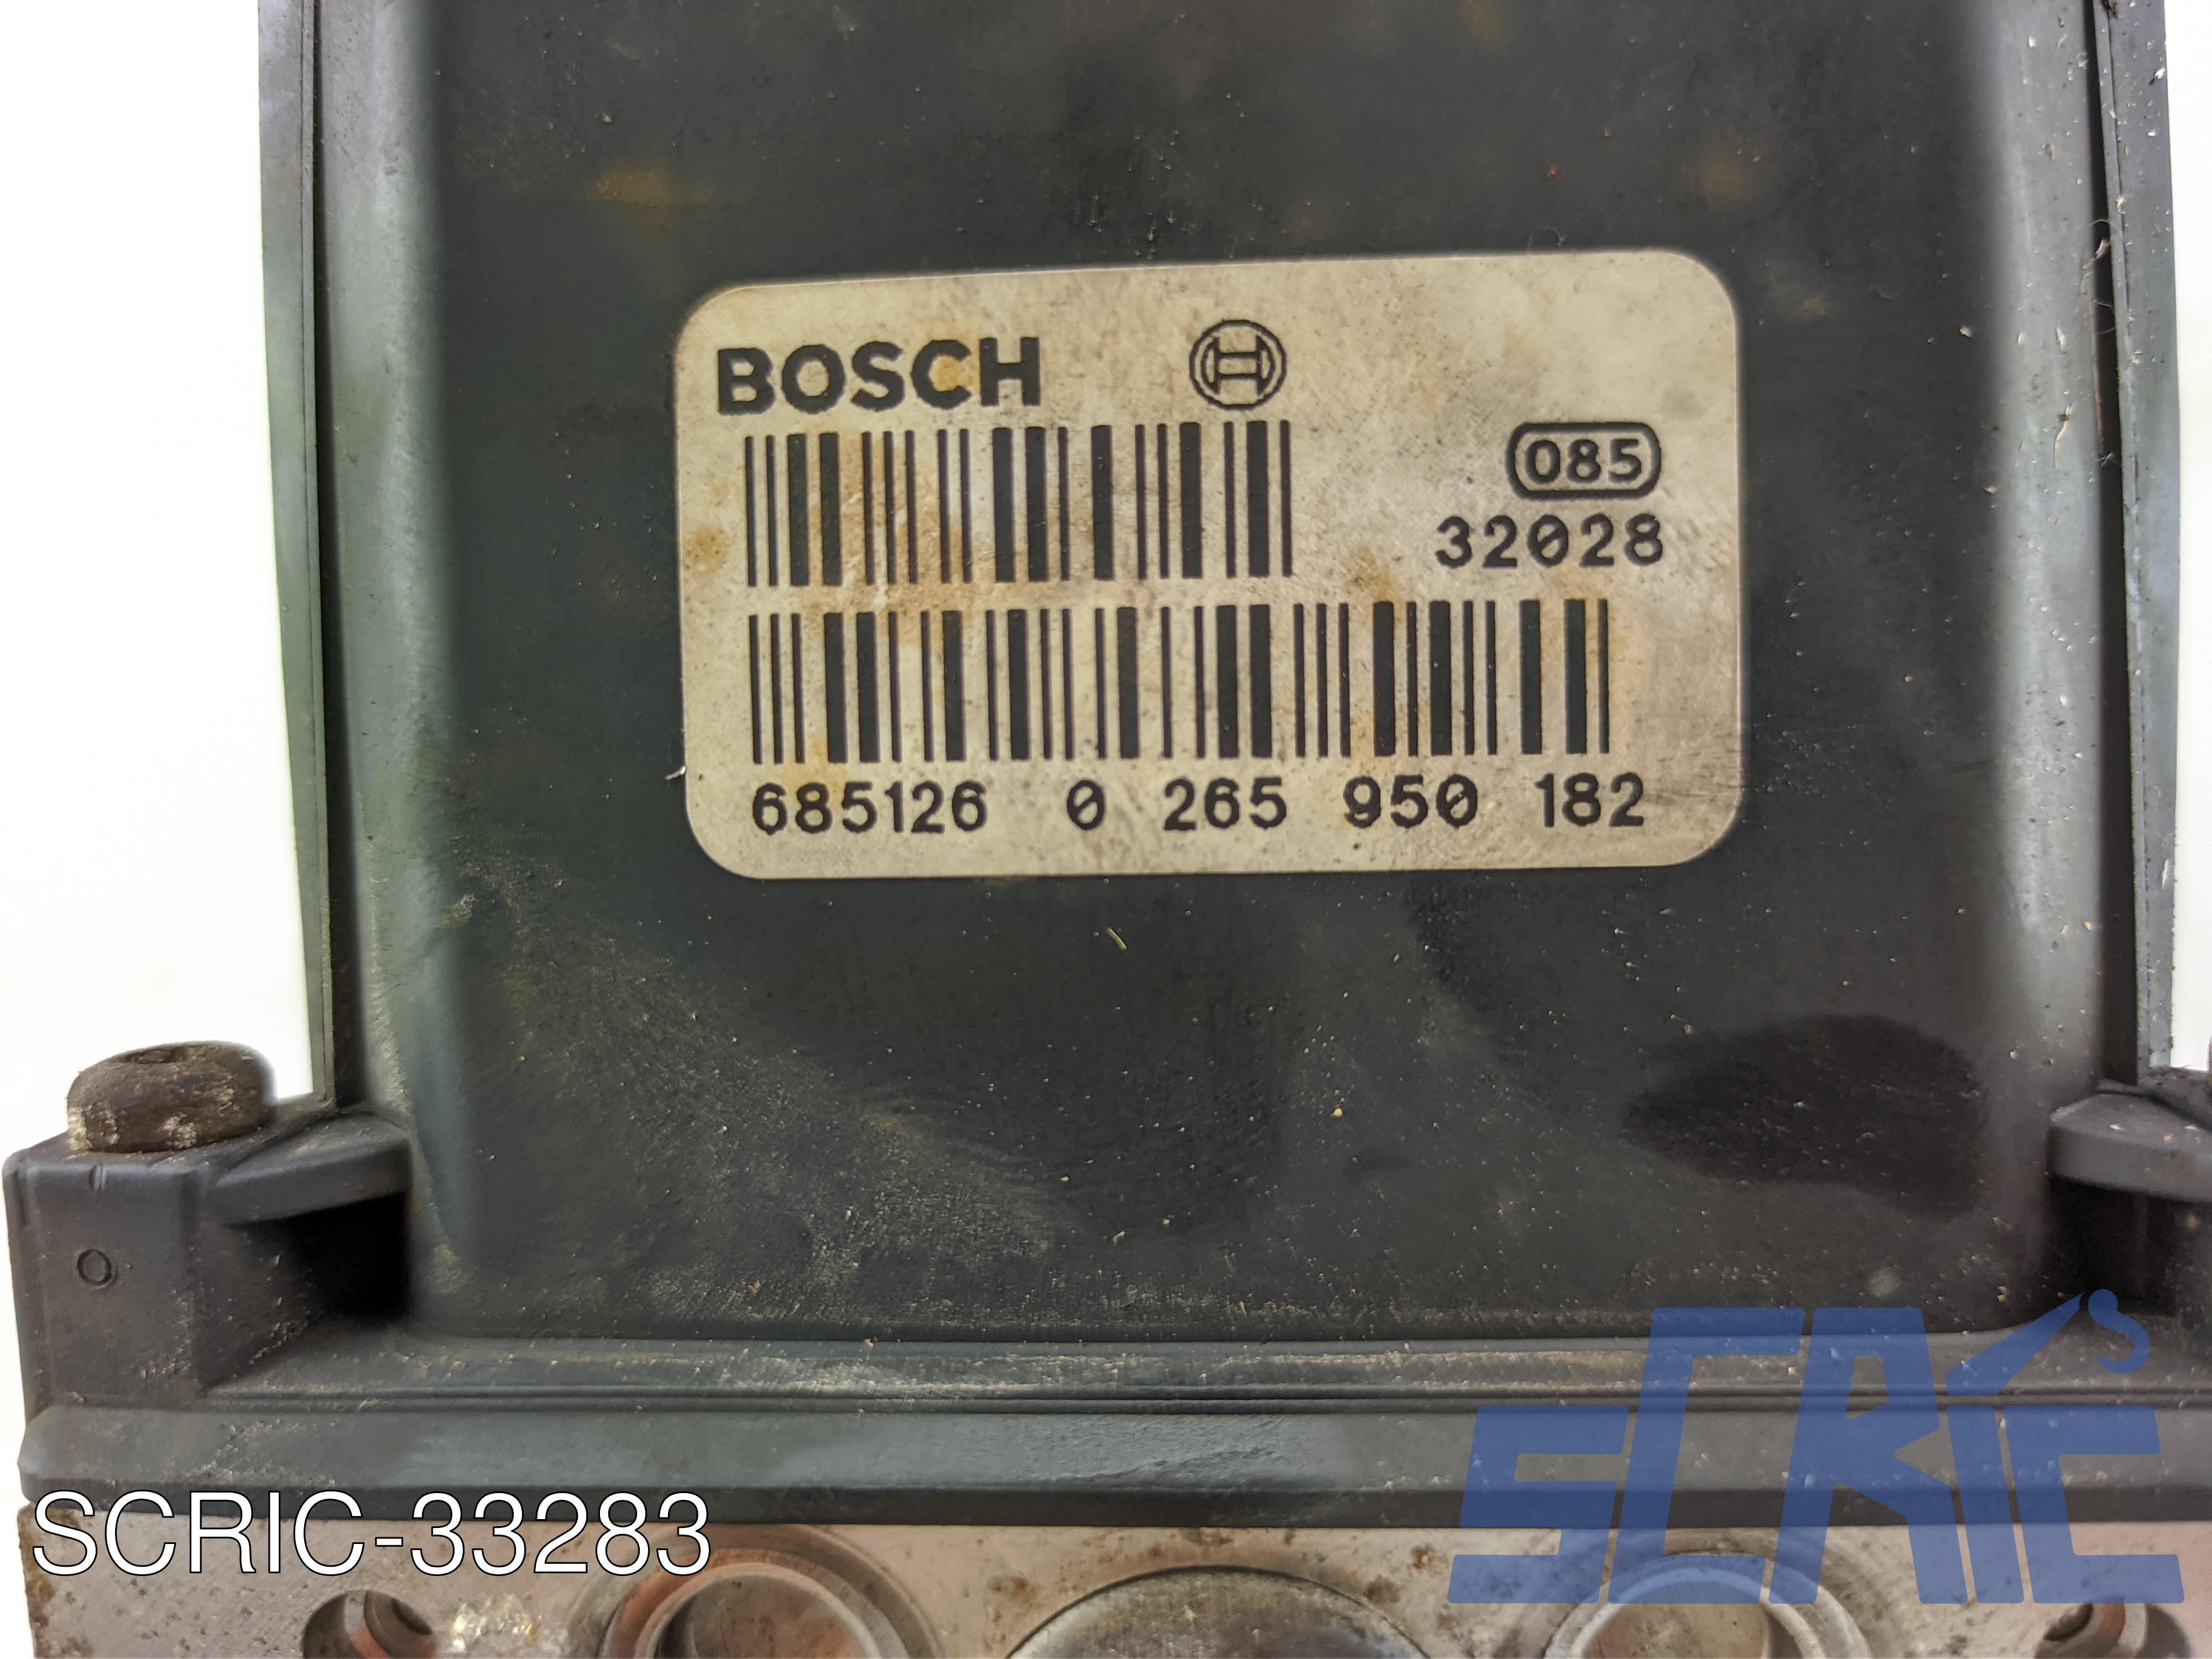 BOSCH
085
32028
685126 0 265 950 182
O
SCRIC
SCRIC-33283